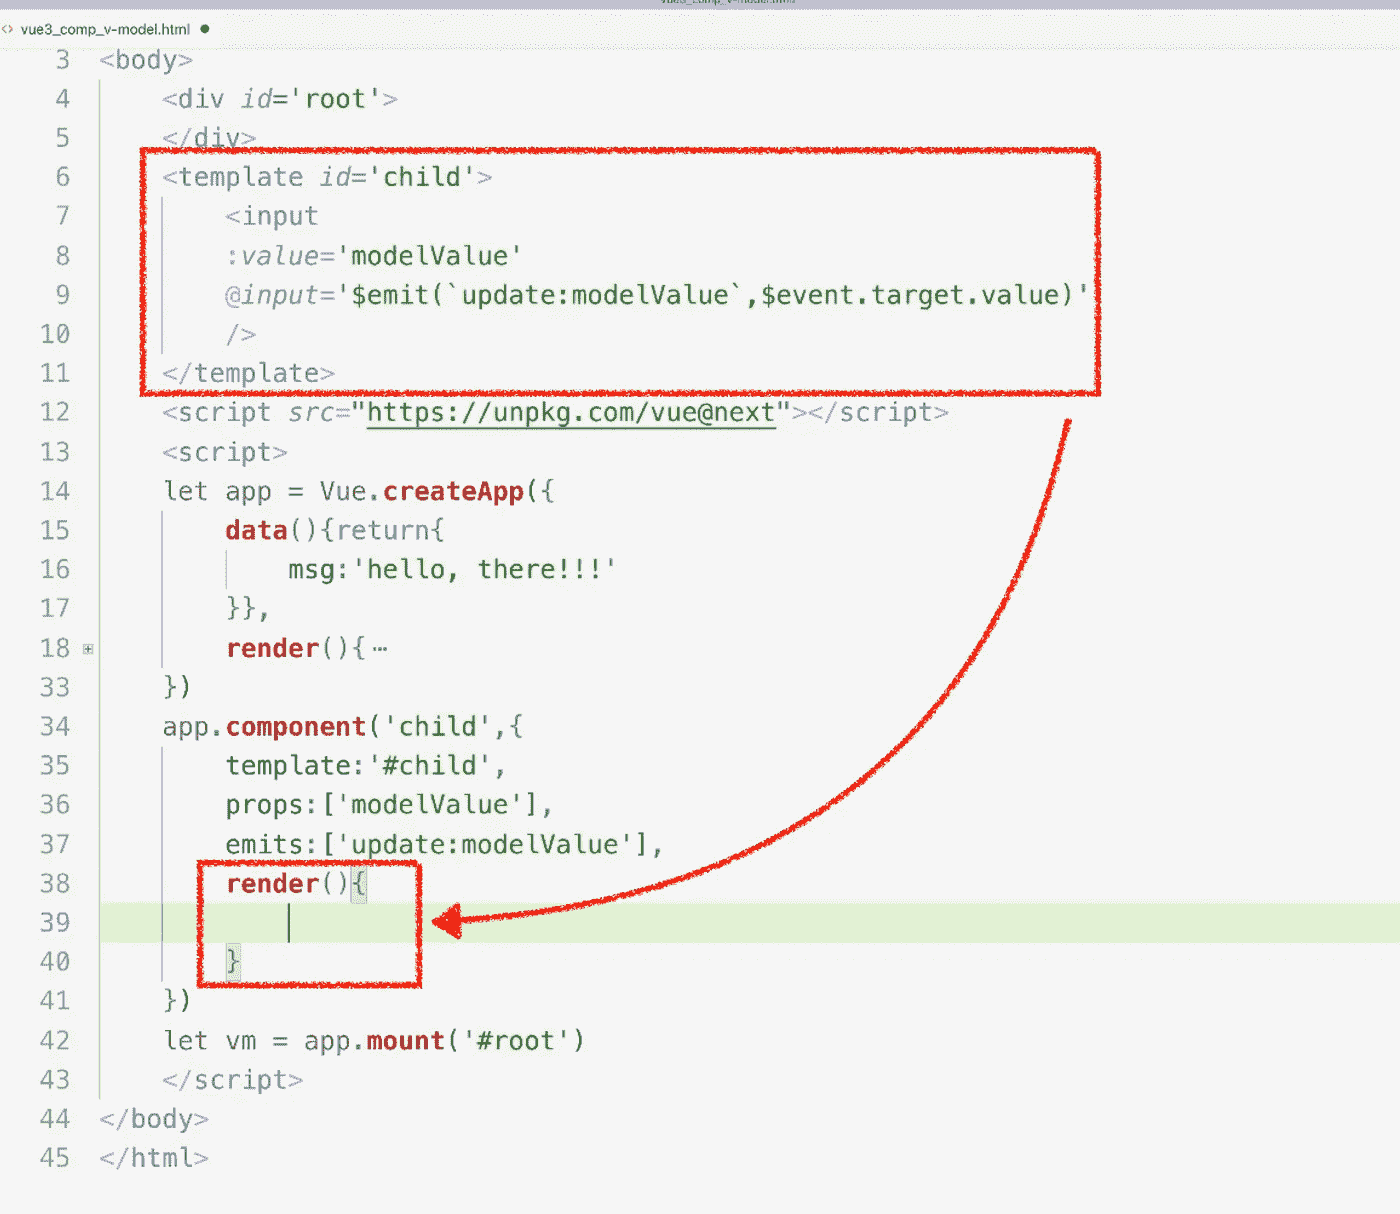 vue3_comp_v-model.html
<> vue3_comp_v-model.html ●
3 <body>
4 <div id='root'>
5 </div>
6 <template id='child'>
7 <input
8 :value='modelValue'
9 @input='$emit(`update:modelValue`,$event.target.value)'
10 />
11 </template>
12 <script src="https://unpkg.com/vue@next"></script>
13 <script>
14 let app = Vue.createApp({
15 data(){return{
16 msg:'hello, there!!!'
17 }},
18 render(){⋯
33 })
34 app.component('child',{
35 template:'#child',
36 props:['modelValue'],
37 emits:['update:modelValue'],
38 render(){
39
40 }
41 })
42 let vm = app.mount('#root')
43 </script>
44 </body>
45 </html>